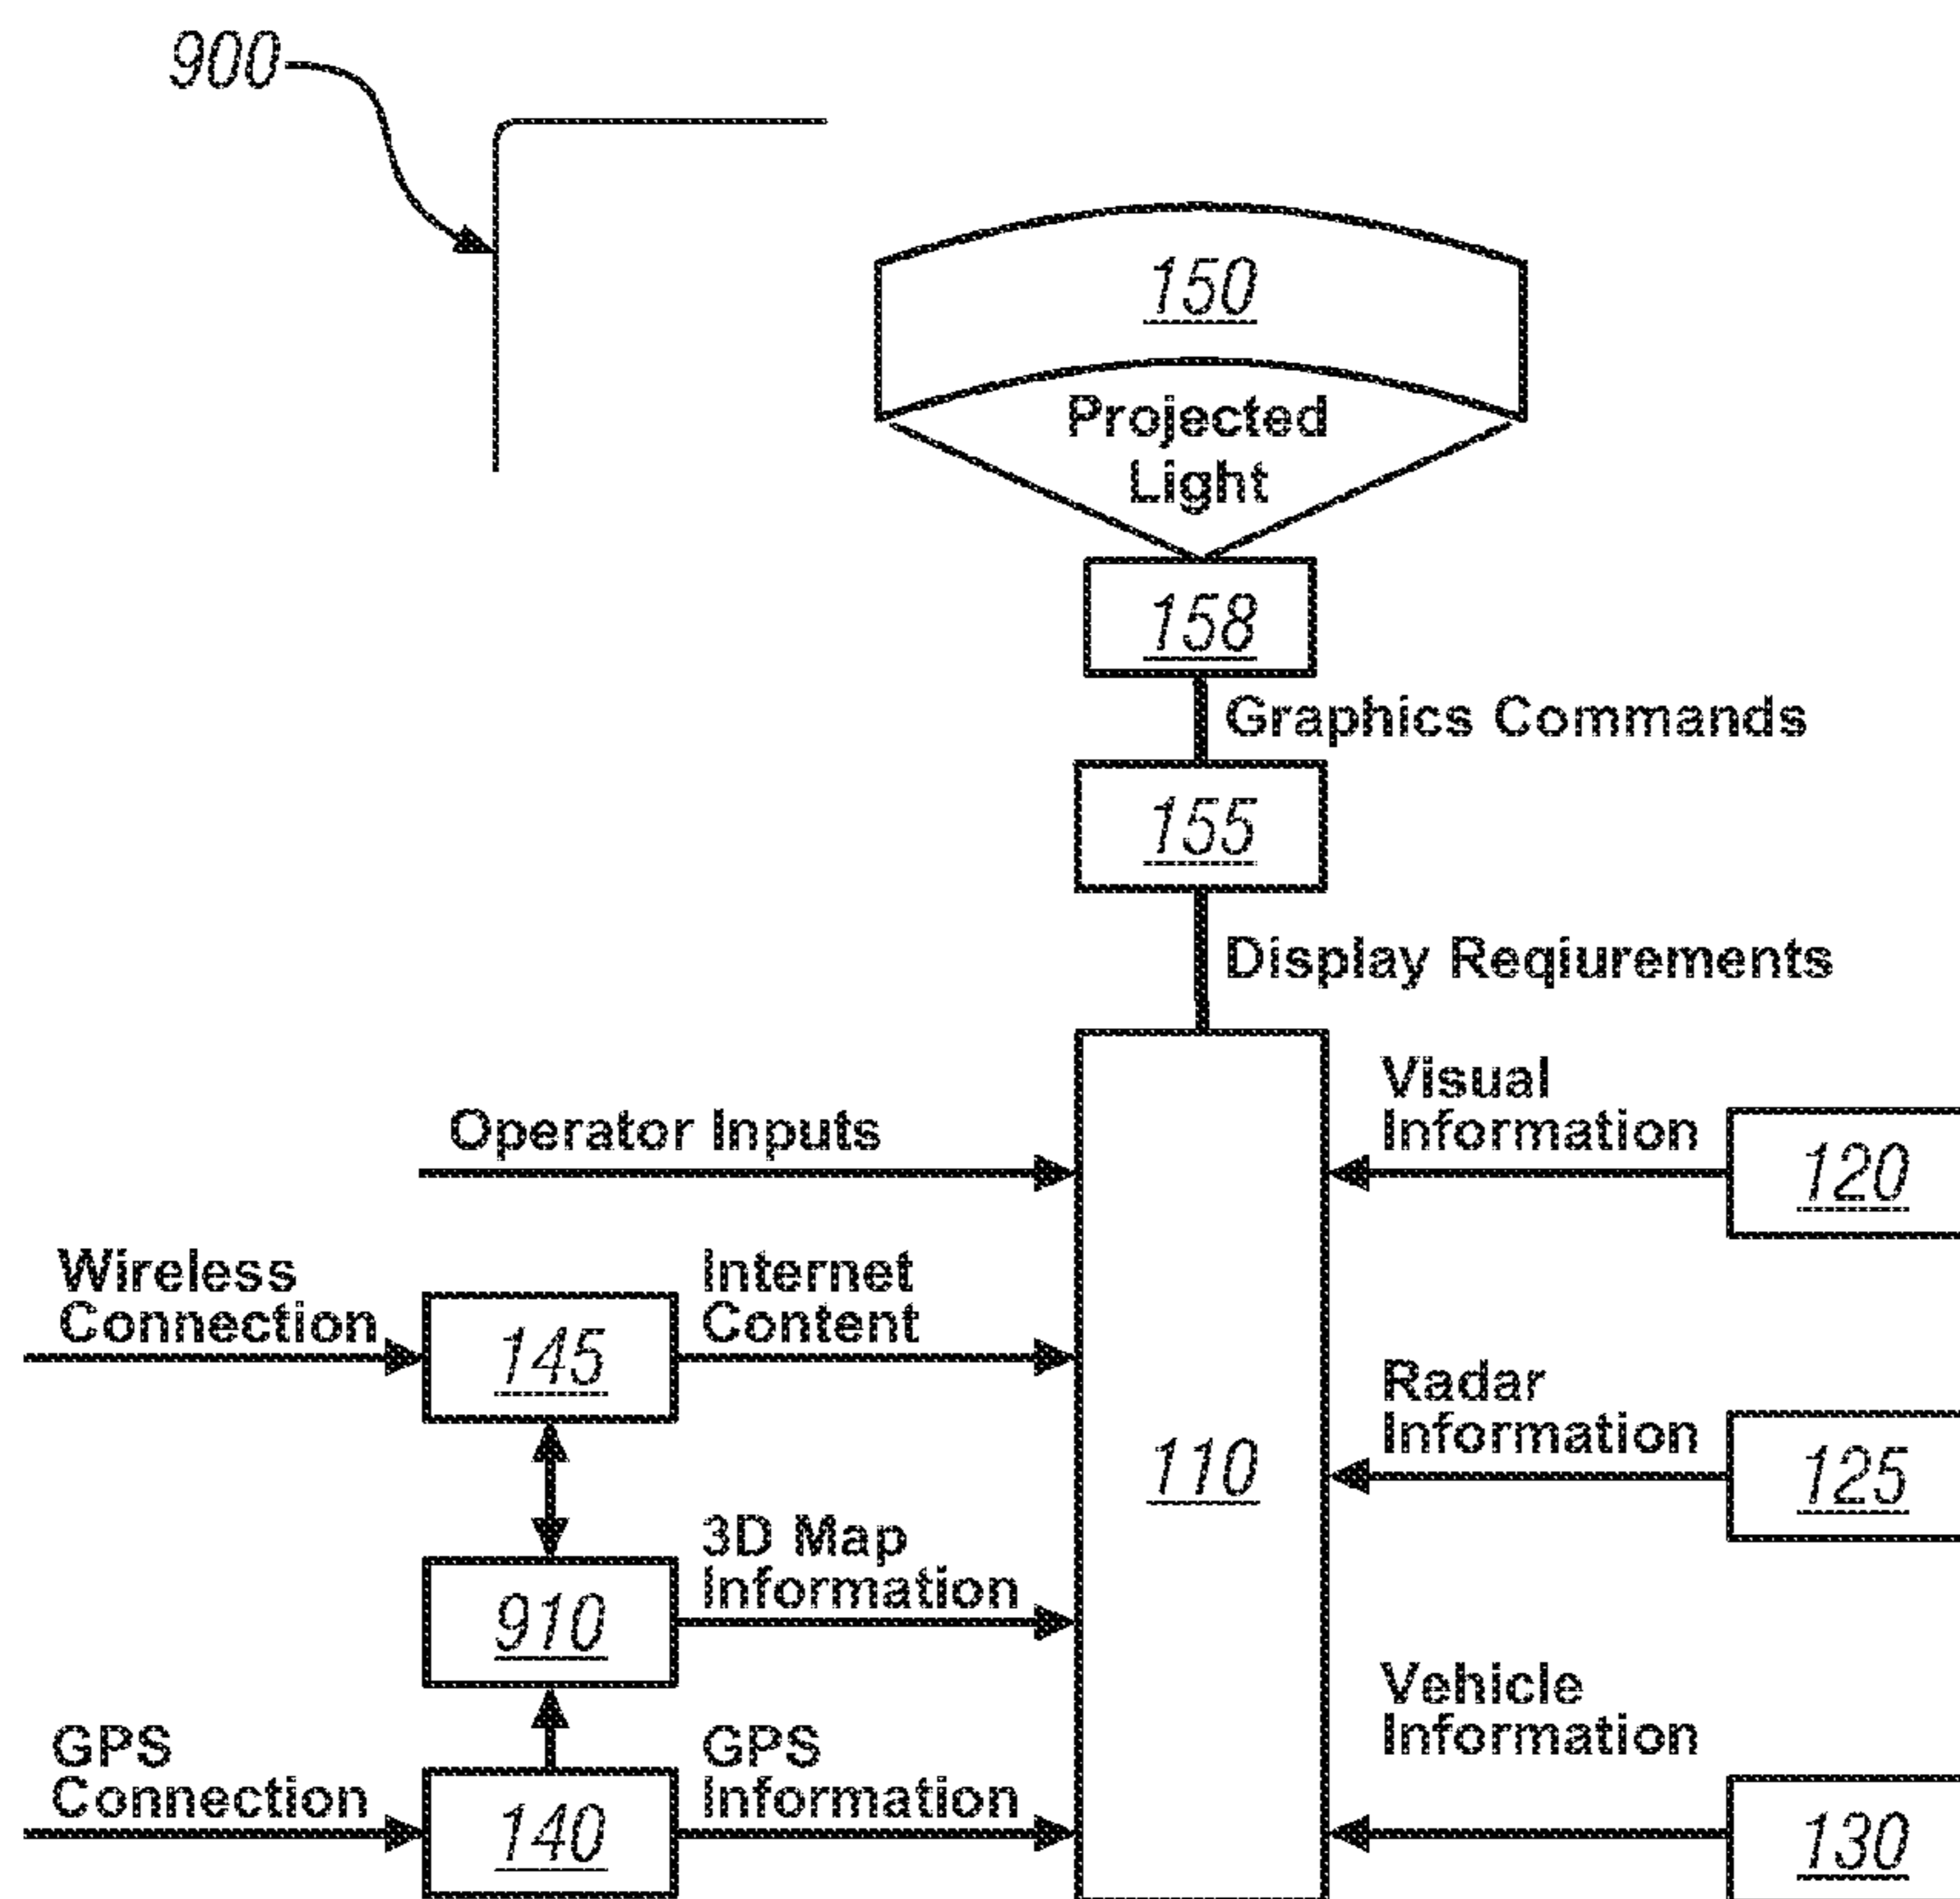 900
150
Projected
Light
158
Graphics Commands
155
Display Reqiurements
Operator Inputs
Visual
Information
120
Wireless
Connection
145
Internet
Content
110
Radar
Information
125
910
3D Map
Information
GPS
Connection
140
GPS
Information
Vehicle
Information
130